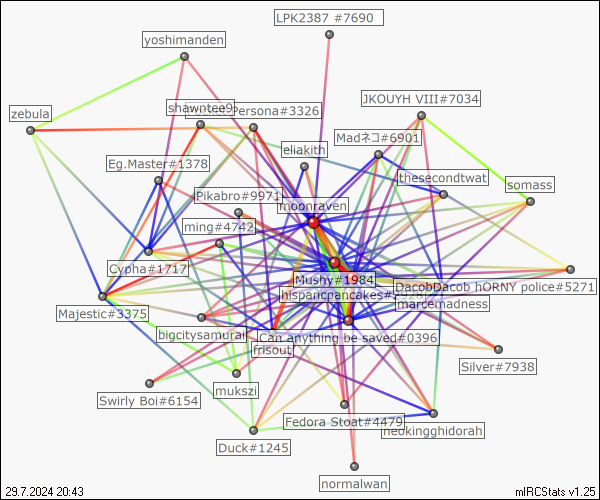 LPK2387 #7690
yoshimanden
JKOUYH VIII#7034
zebula
shawntee9
Persona#3326
Madネコ#6901
eliakith
Eg.Master#1378
thesecondtwat
somass
Pikabro#9971
moonraven
ming#4742
Cypha#1717
Mushy#1984
DacobDacob hORNY police#5271
hispancpancakes
marcemadness
Majestic#3375
bigcitysamurai
Can anything be saved#0396
frisout
Silver#7938
mukszi
Swirly Boi#6154
Fedora Stoat#4479
neokingghidorah
Duck#1245
normalwan
29.7.2024 20:43
mIRCStats v1.25